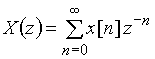 X(z) = ∑_{n=0}^{∞} x[n] z^{-n}